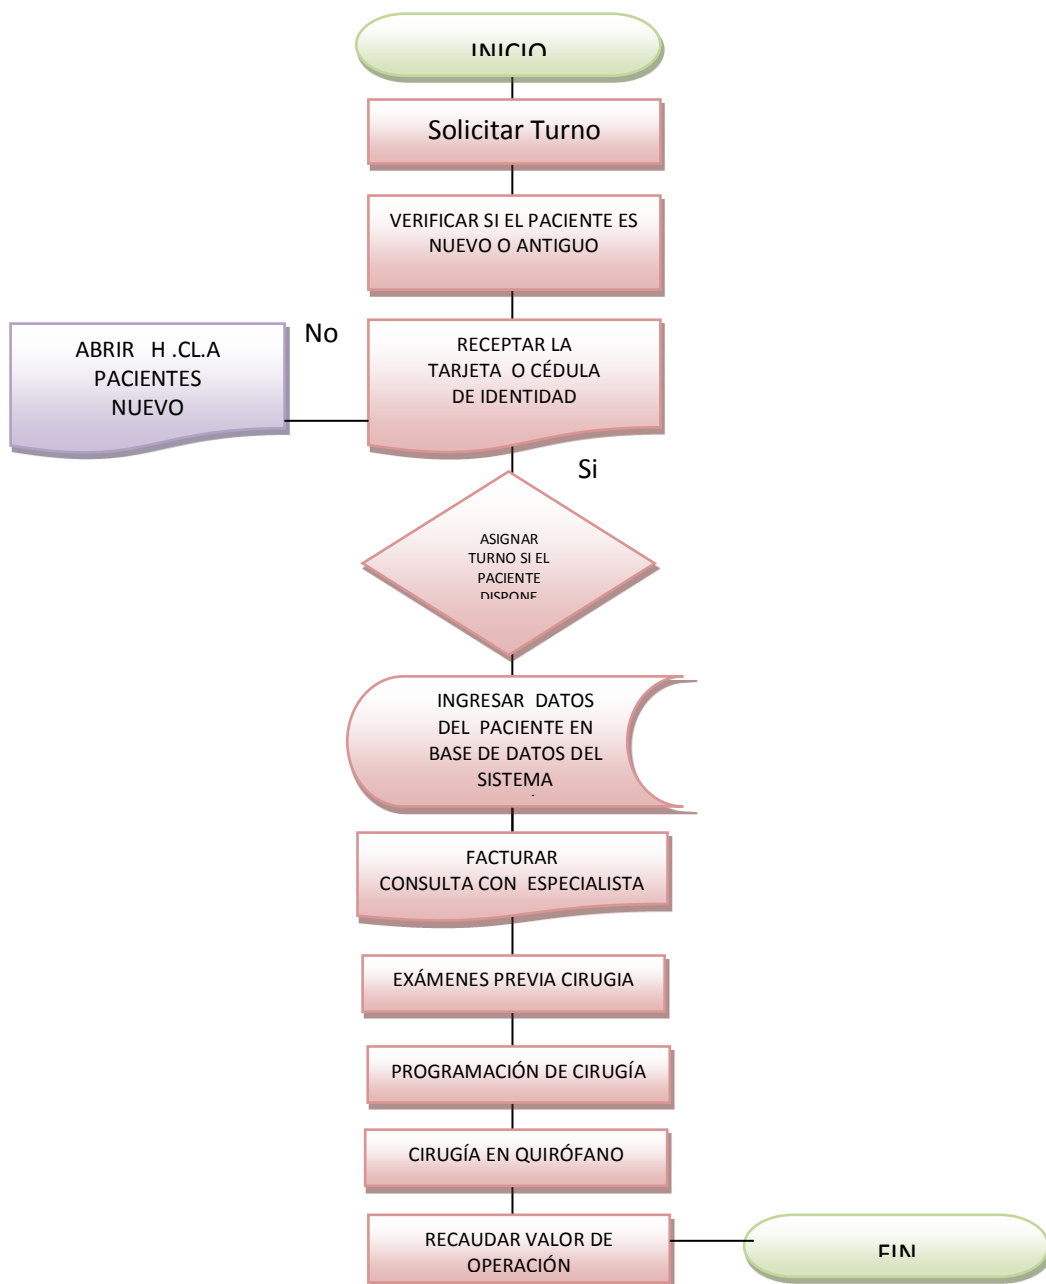 INICIO
Solicitar Turno
VERIFICAR SI EL PACIENTE ES
NUEVO O ANTIGUO
No
ABRIR H .CL.A
PACIENTES
NUEVO
RECEPTAR LA
TARJETA O CÉDULA
DE IDENTIDAD
Si
ASIGNAR
TURNO SI EL
PACIENTE
DISPONE
INGRESAR DATOS
DEL PACIENTE EN
BASE DE DATOS DEL
SISTEMA
FACTURAR
CONSULTA CON ESPECIALISTA
EXÁMENES PREVIA CIRUGIA
PROGRAMACIÓN DE CIRUGÍA
CIRUGÍA EN QUIRÓFANO
RECAUDAR VALOR DE
OPERACIÓN
FIN